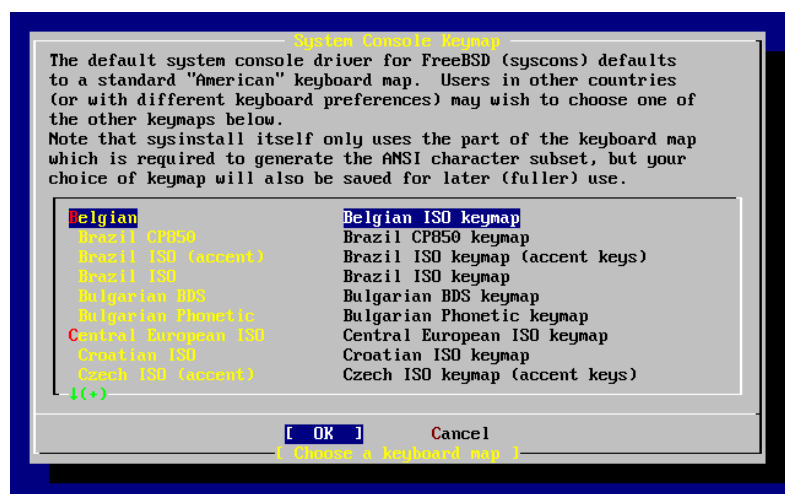 System Console Keymap
The default system console driver for FreeBSD (syscons) defaults
to a standard "American" keyboard map.  Users in other countries
(or with different keyboard preferences) may wish to choose one of
the other keymaps below.
Note that sysinstall itself only uses the part of the keyboard map
which is required to generate the ANSI character subset, but your
choice of keymap will also be saved for later (fuller) use.
Belgian Belgian ISO keymap
Brazil CP850 Brazil CP850 keymap
Brazil ISO (accent) Brazil ISO keymap (accent keys)
Brazil ISO Brazil ISO keymap
Bulgarian BDS Bulgarian BDS keymap
Bulgarian Phonetic Bulgarian Phonetic keymap
Central European ISO Central European ISO keymap
Croatian ISO Croatian ISO keymap
Czech ISO (accent) Czech ISO keymap (accent keys)
↓(+)
[ OK ] Cancel
[ Choose a keyboard map ]